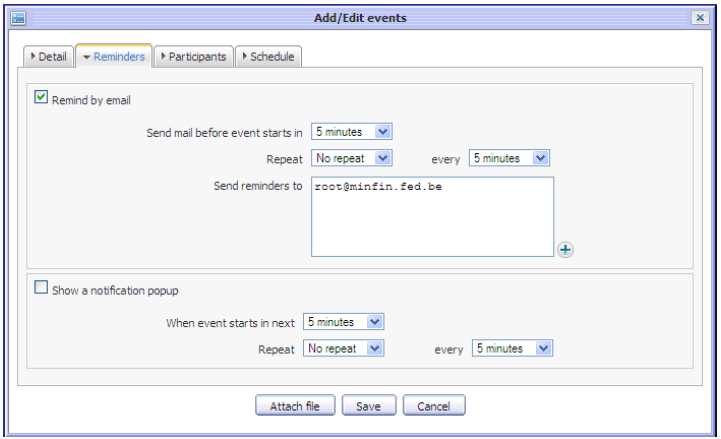 Add/Edit events
Detail Reminders Participants Schedule
Remind by email
Send mail before event starts in 5 minutes
Repeat No repeat every 5 minutes
Send reminders to root@minfin.fed.be
Show a notification popup
When event starts in next 5 minutes
Repeat No repeat every 5 minutes
Attach file Save Cancel